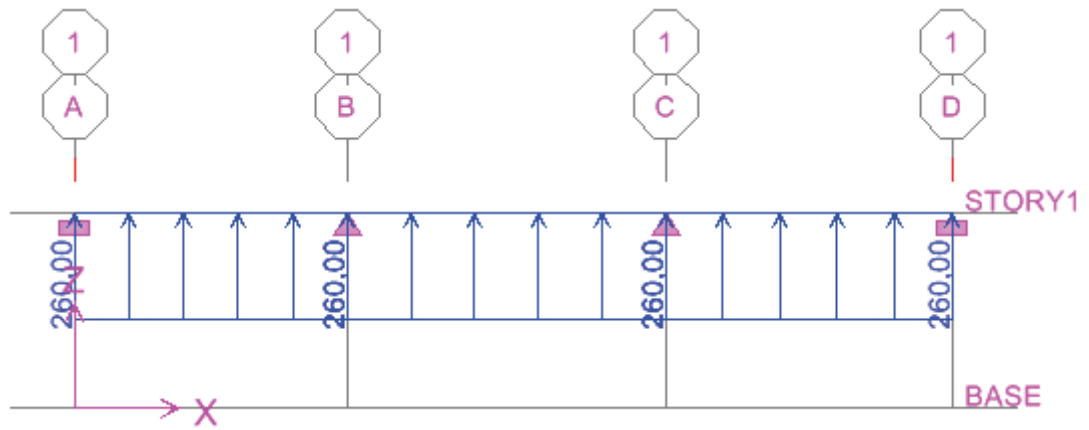 1 1 1 1
A B C D
STORY1
260,00 260,00 260,00 260,00
Z
BASE
X